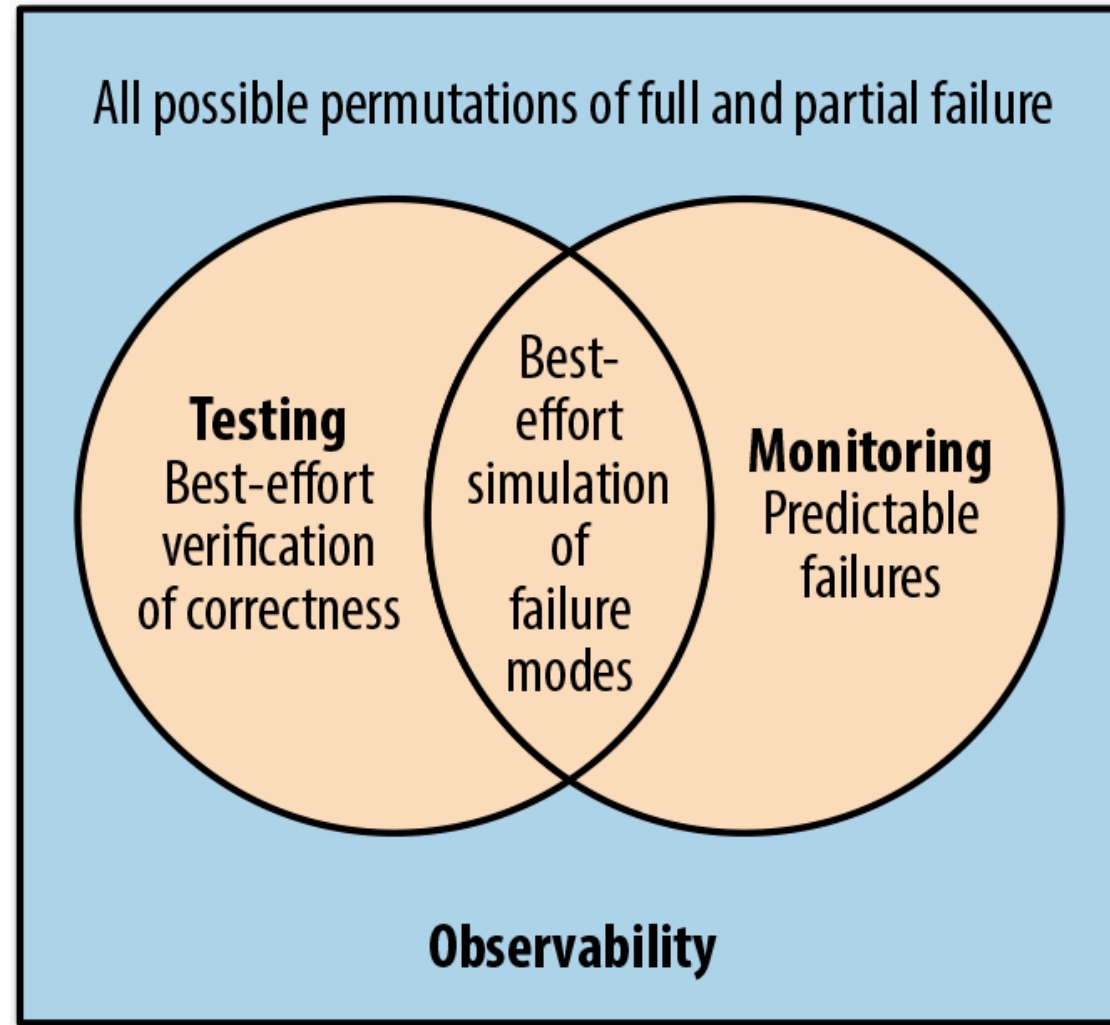 All possible permutations of full and partial failure
Testing
Best-effort
verification
of correctness
Best-
effort
simulation
of
failure
modes
Monitoring
Predictable
failures
Observability